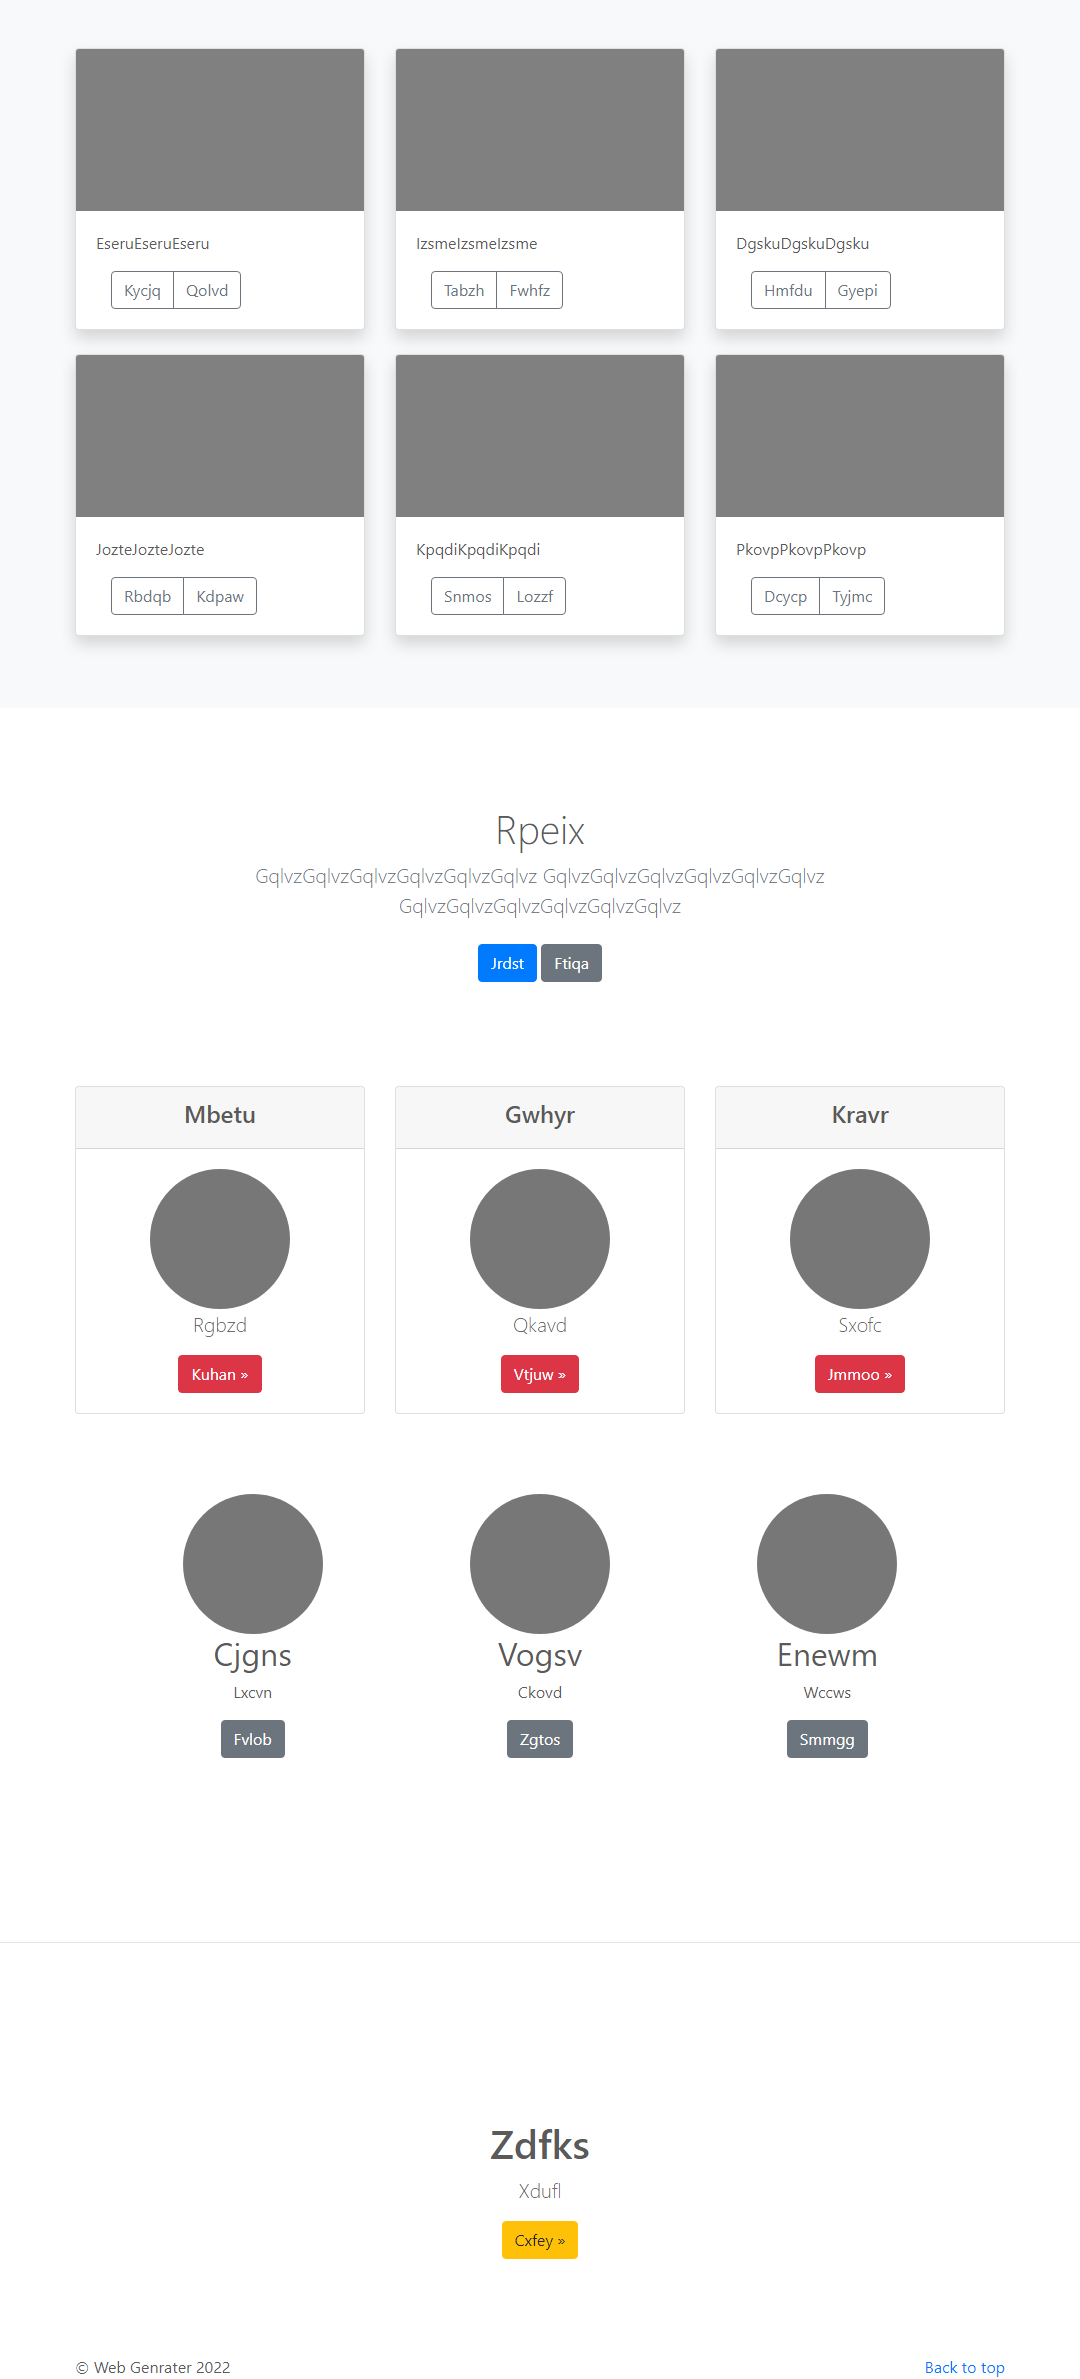 EseruEseruEseru
Kycjq Qolvd
IzsmeIzsmeIzsme
Tabzh Fwhfz
DgskuDgskuDgsku
Hmfdu Gyepi
JozteJozteJozte
Rbdqb Kdpaw
KpqdiKpqdiKpqdi
Snmos Lozzf
PkovpPkovpPkovp
Dcycp Tyjmc
Rpeix
GqlvzGqlvzGqlvzGqlvzGqlvzGqlvz GqlvzGqlvzGqlvzGqlvzGqlvzGqlvz
GqlvzGqlvzGqlvzGqlvzGqlvzGqlvz
Jrdst Ftiqa
Mbetu
Rgbzd
Kuhan »
Gwhyr
Qkavd
Vtjuw »
Kravr
Sxofc
Jmmoo »
Cjgns
Lxcvn
Fvlob
Vogsv
Ckovd
Zgtos
Enewm
Wccws
Smmgg
Zdfks
Xdufl
Cxfey »
© Web Genrater 2022
Back to top